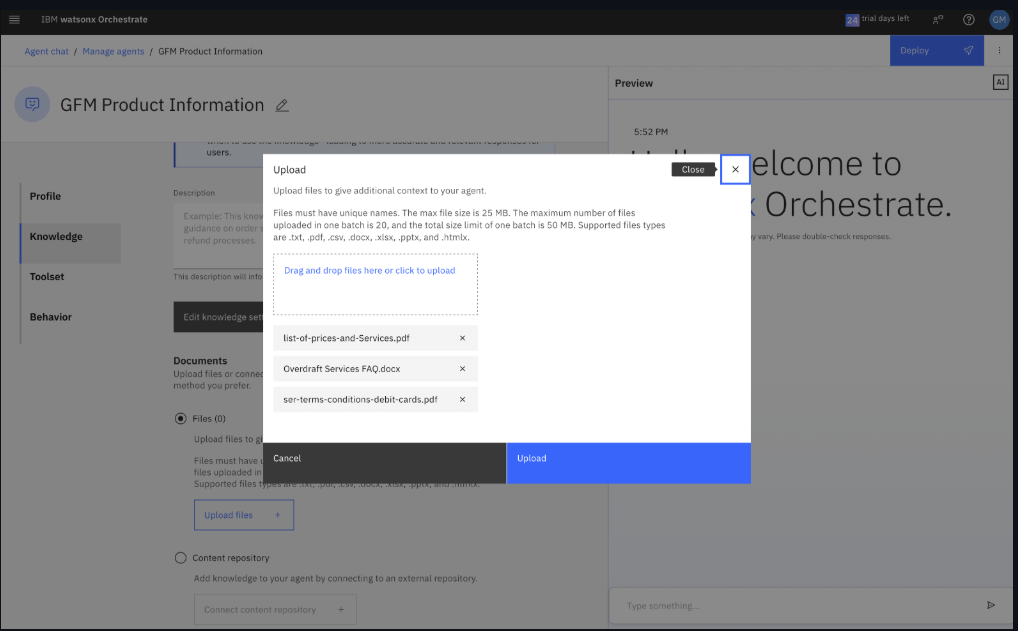 IBM watsonx Orchestrate
24 trial days left
GM
Agent chat / Manage agents / GFM Product Information
Deploy
GFM Product Information
Preview
AI
Profile
Knowledge
Toolset
Behavior
users.
Description
Example: This know
guidance on order s
refund processes.
This description will info
Edit knowledge sett
Documents
Upload files or connec
method you prefer.
Files (0)
Upload files to gi
Files must have u
files uploaded in
Supported files types are .txt, .pdf, .csv, .docx, .xlsx, .pptx, and .htmlx.
Upload files +
Content repository
Add knowledge to your agent by connecting to an external repository.
Connect content repository +
Upload
Close
Upload files to give additional context to your agent.
Files must have unique names. The max file size is 25 MB. The maximum number of files
uploaded in one batch is 20, and the total size limit of one batch is 50 MB. Supported files types
are .txt, .pdf, .csv, .docx, .xlsx, .pptx, and .htmlx.
Drag and drop files here or click to upload
list-of-prices-and-Services.pdf
Overdraft Services FAQ.docx
ser-terms-conditions-debit-cards.pdf
Cancel
Upload
5:52 PM
elcome to
Orchestrate.
y vary. Please double-check responses.
Type something...